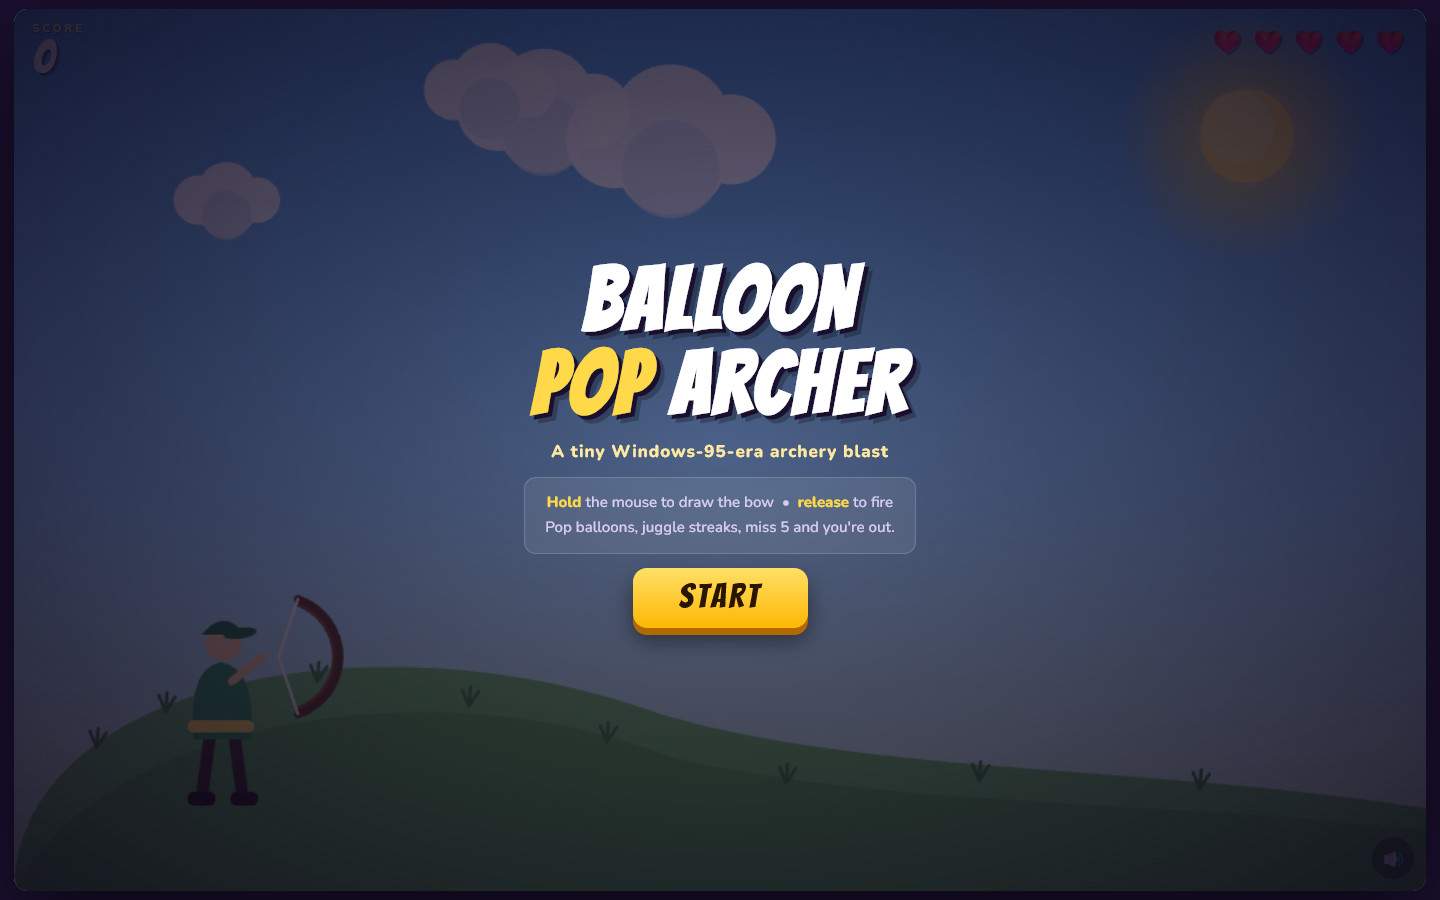 SCORE
0
BALLOON
POP ARCHER
A tiny Windows-95-era archery blast
Hold the mouse to draw the bow • release to fire
Pop balloons, juggle streaks, miss 5 and you're out.
START